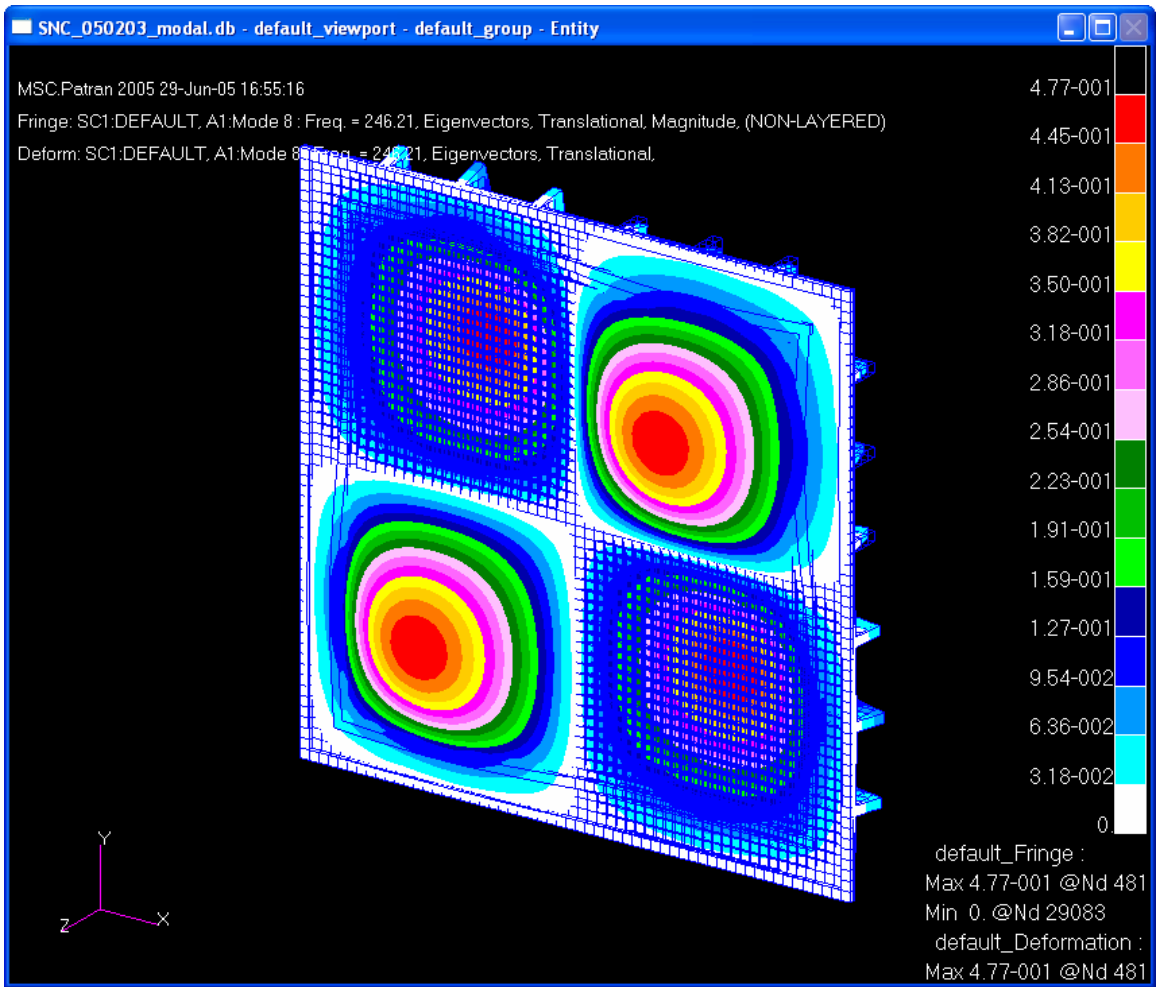 SNC_050203_modal.db - default_viewport - default_group - Entity
MSC.Patran 2005 29-Jun-05 16:55:16
Fringe: SC1:DEFAULT, A1:Mode 8 : Freq. = 246.21, Eigenvectors, Translational, Magnitude, (NON-LAYERED)
Deform: SC1:DEFAULT, A1:Mode 8 : Freq. = 246.21, Eigenvectors, Translational,
4.77-001
4.45-001
4.13-001
3.82-001
3.50-001
3.18-001
2.86-001
2.54-001
2.23-001
1.91-001
1.59-001
1.27-001
9.54-002
6.36-002
3.18-002
0.
default_Fringe :
Max 4.77-001 @Nd 481
Min 0. @Nd 29083
default_Deformation :
Max 4.77-001 @Nd 481
Y
Z
X